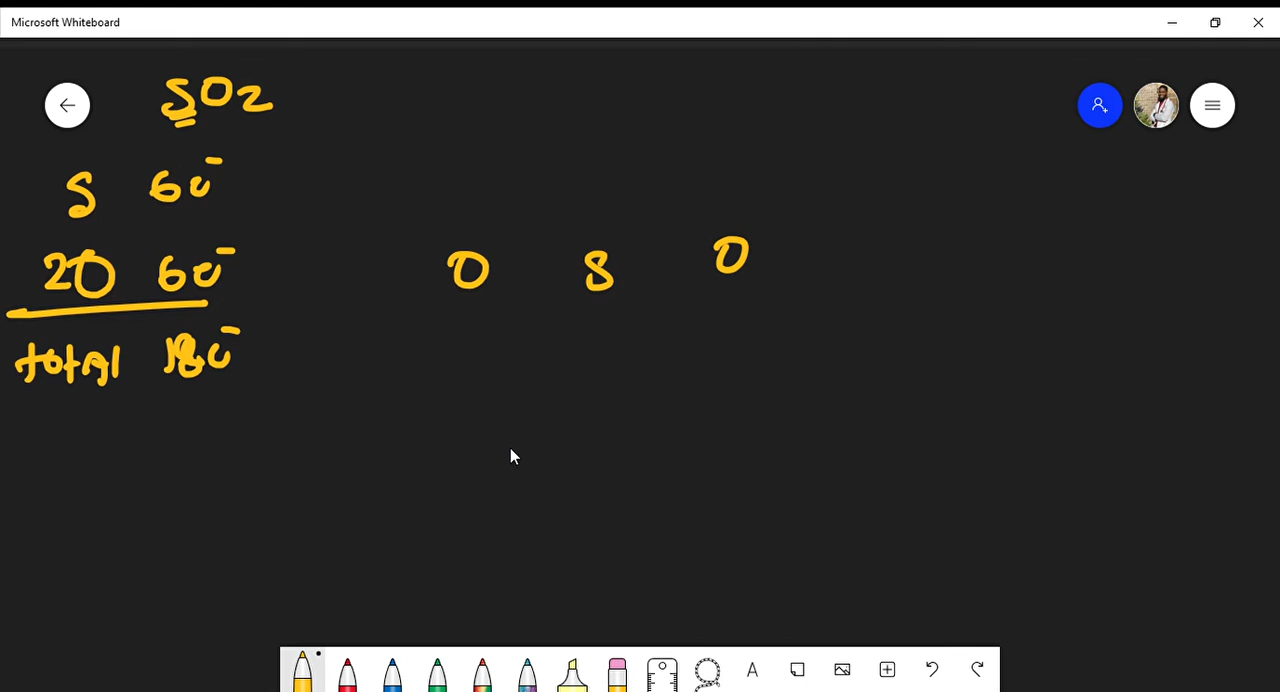 Microsoft Whiteboard
SO2
S 6e⁻
2O 6e⁻
O S O
total 18e⁻
A